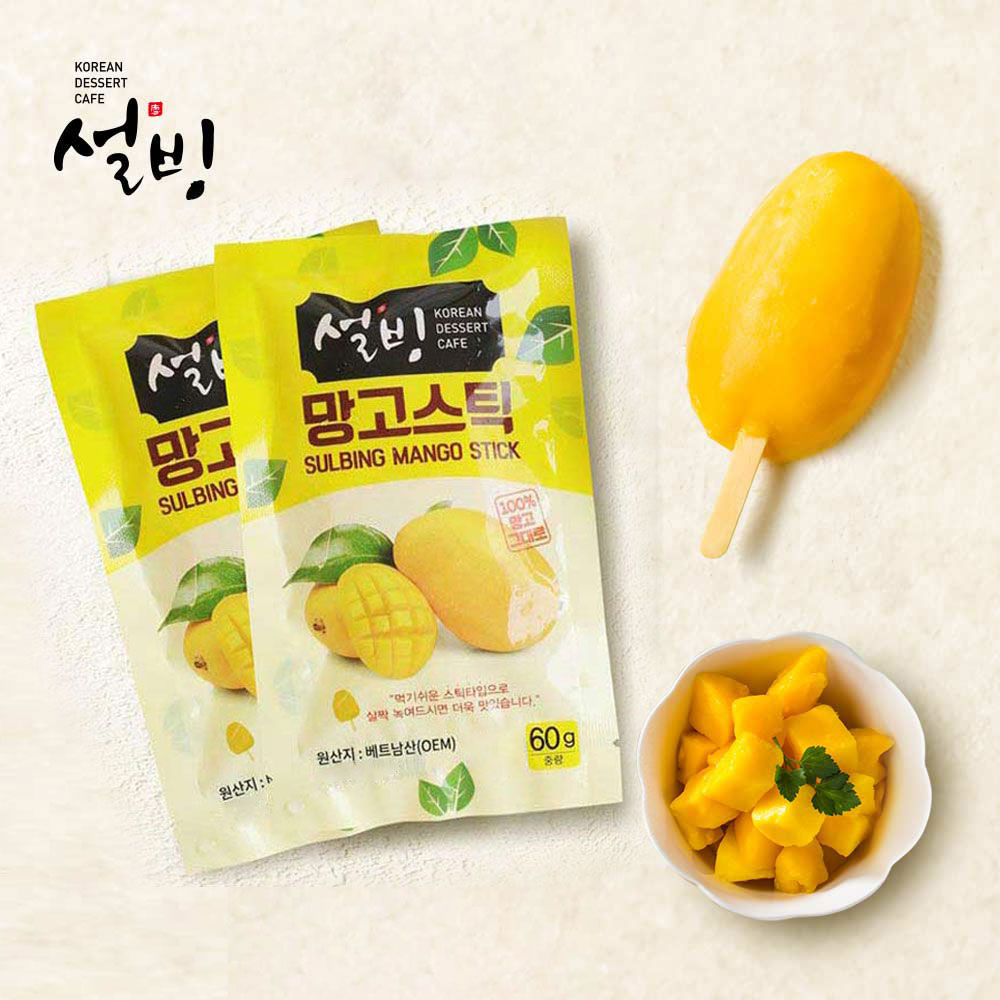 KOREAN
DESSERT
CAFE
설빙
설빙
KOREAN
DESSERT
CAFE
망고스틱
SULBING MANGO STICK
100%
망고
그대로
"먹기쉬운 스틱타입으로
살짝 녹여드시면 더욱 맛있습니다."
원산지 : 베트남산(OEM)
60g
중량
설빙
망고
SULBING
원산지 :